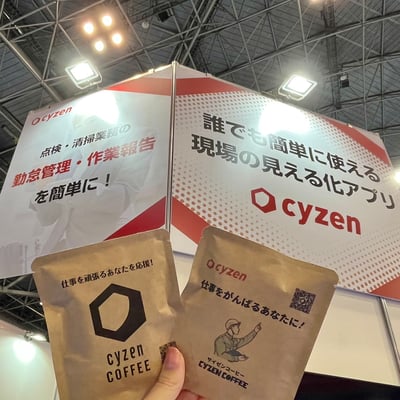 cyzen
点検・清掃業務の
勤怠管理・作業報告
を簡単に！
誰でも簡単に使える
現場の見える化アプリ
cyzen
仕事を頑張るあなたを応援！
cyzen
COFFEE
cyzen
仕事をがんばるあなたに！
サイゼンコーヒー
CYZEN COFFEE